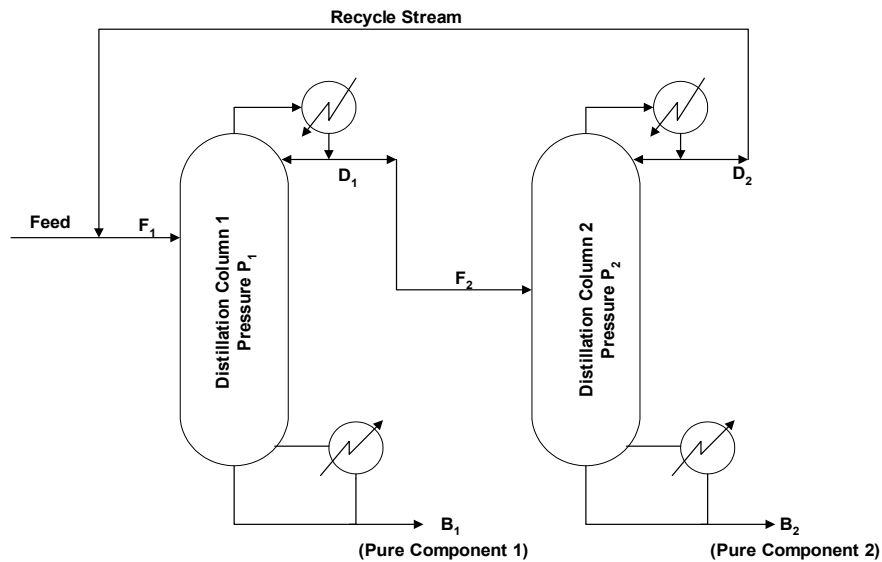 Recycle Stream
D₁
D₂
Feed
F₁
Distillation Column 1
Pressure P₁
F₂
Distillation Column 2
Pressure P₂
B₁
(Pure Component 1)
B₂
(Pure Component 2)